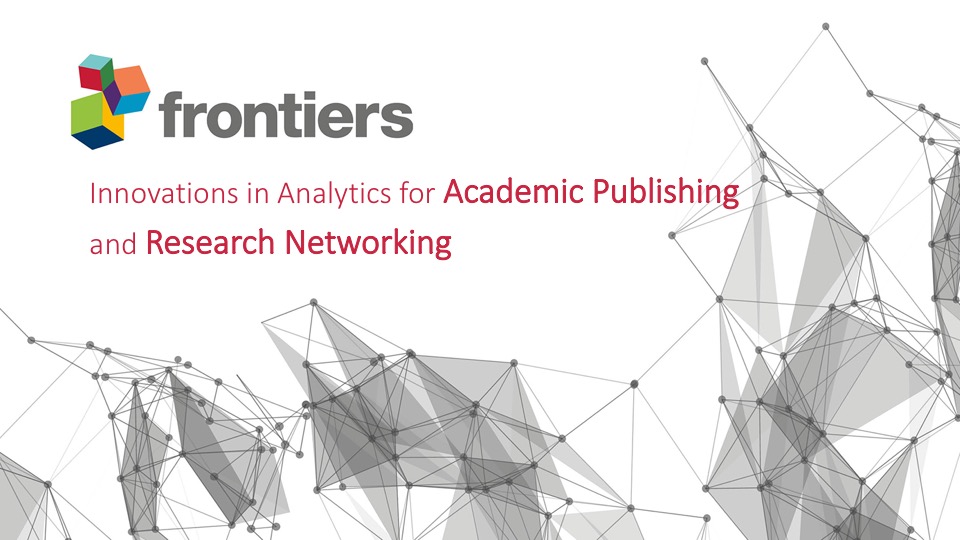 frontiers
Innovations in Analytics for Academic Publishing
and Research Networking